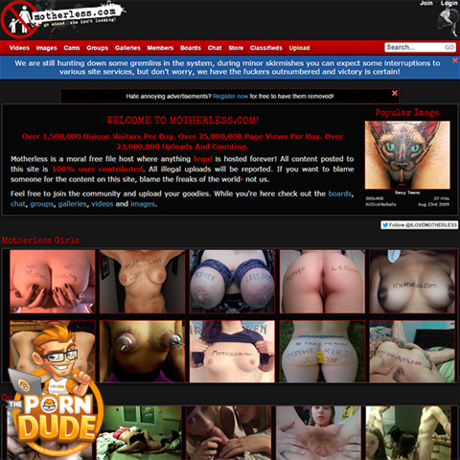 Join Login
motherless.com
go ahead...she isn't looking!
Videos Images Cams Groups Galleries Members Boards Chat Store Classifieds Upload Search... GO
We are still hunting down some gremlins in the system, during minor skirmishes you can expect some interruptions to
various site services, but don't worry, we have the fuckers outnumbered and victory is certain!
Hate annoying advertisements? Register now for free to have them removed!
WELCOME TO MOTHERLESS.COM!
Over 1,500,000 Unique Visitors Per Day. Over 25,000,000 Page Views Per Day. Over
23,000,000 Uploads And Counting.
Motherless is a moral free file host where anything legal is hosted forever! All content posted to
this site is 100% user contributed. All illegal uploads will be reported. If you want to blame
someone for the content on this site, blame the freaks of the world- not us.
Feel free to join the community and upload your goodies. While you're here check out the boards,
chat, groups, galleries, videos and images.
Popular Image
Sexy Teens
300x400 37 Hits
Aug 23rd 2009
Follow @ILOVEMOTHERLESS
Motherless Girls
motherless.com
Motherless.com
MOTHERLESS
THE
PORN
DUDE